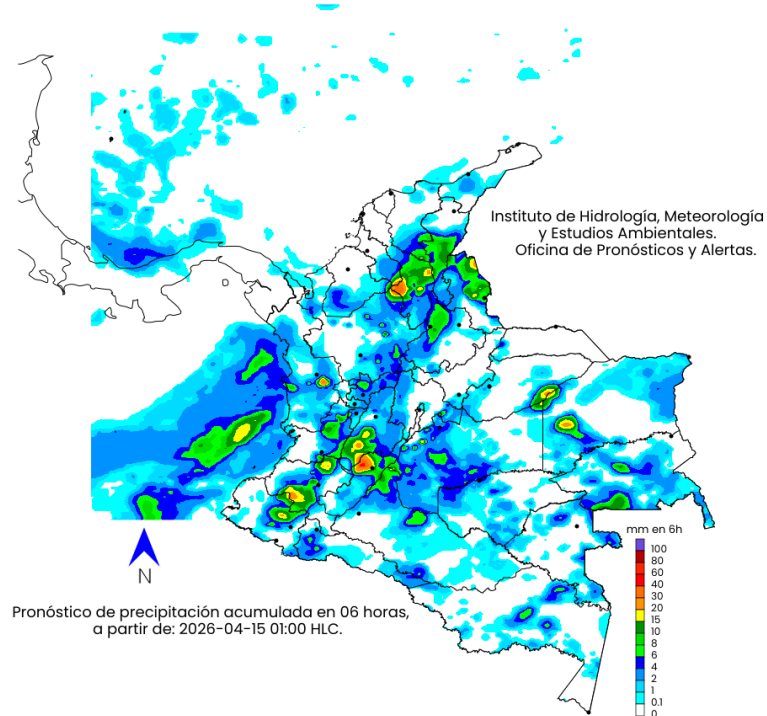 Instituto de Hidrología, Meteorología
y Estudios Ambientales.
Oficina de Pronósticos y Alertas.
N
Pronóstico de precipitación acumulada en 06 horas,
a partir de: 2026-04-15 01:00 HLC.
mm en 6h
100
80
60
40
30
20
15
10
8
6
4
2
1
0.1
0